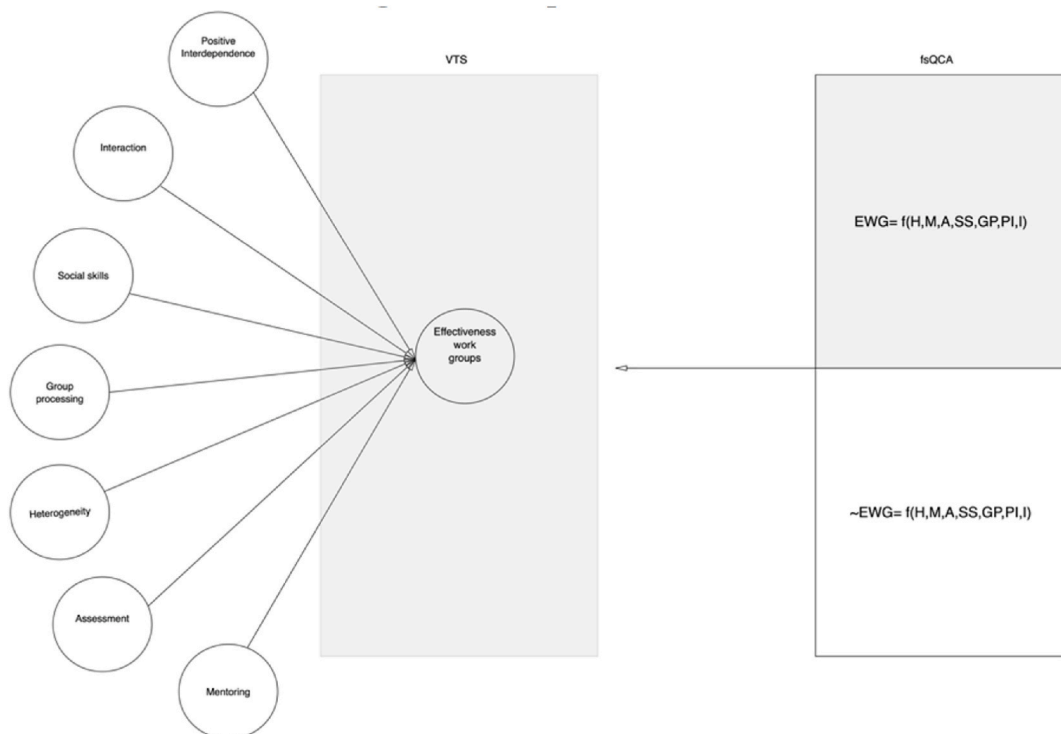 Positive
Interdependence
VTS
fsQCA
Interaction
EWG= f(H,M,A,SS,GP,PI,I)
Social skills
Effectiveness
work
groups
Group
processing
Heterogeneity
~EWG= f(H,M,A,SS,GP,PI,I)
Assessment
Mentoring